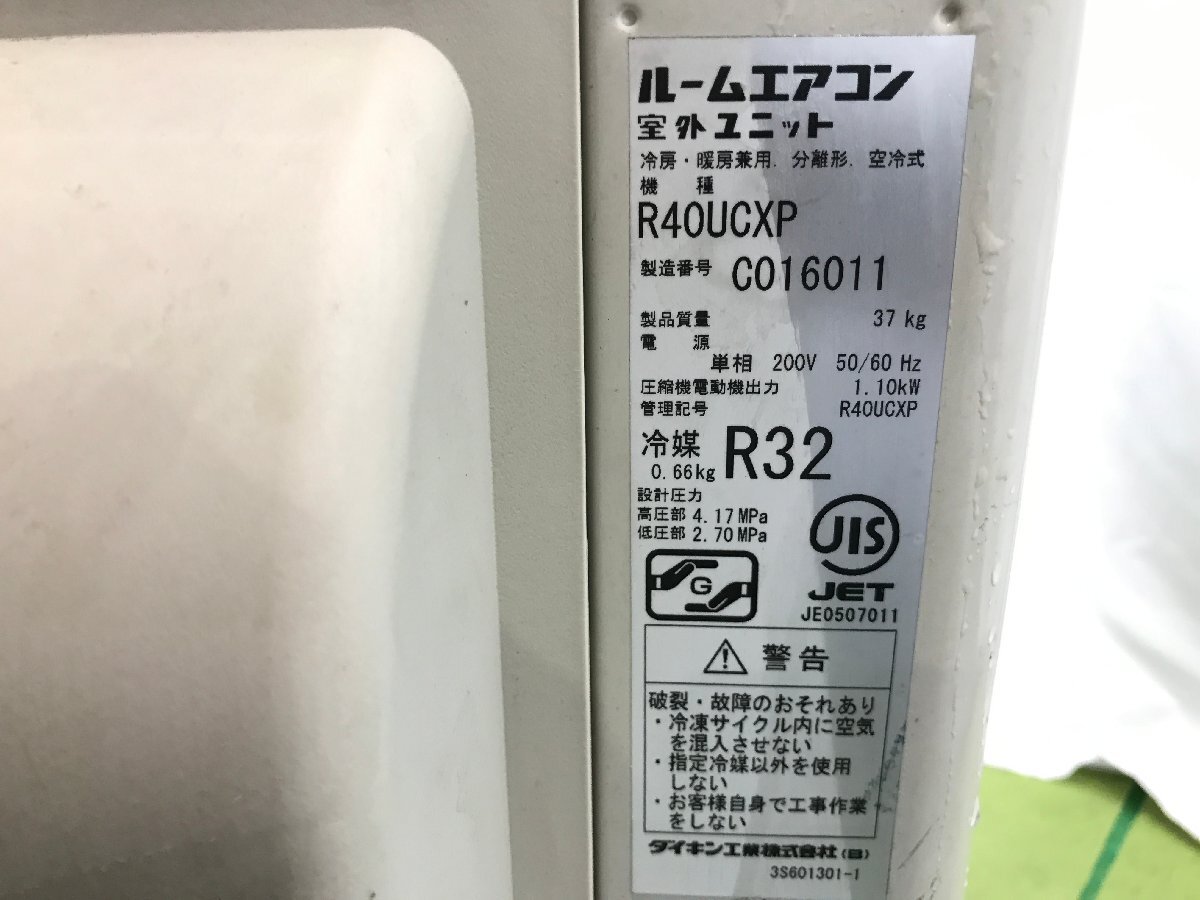 ルームエアコン
室外ユニット
冷房・暖房兼用. 分離形. 空冷式
機　種
R40UCXP
製造番号 C016011
製品質量 37 kg
電　源
単相 200V 50/60 Hz
圧縮機電動機出力 1.10kW
管理記号 R40UCXP
冷媒 R32
0.66kg
設計圧力
高圧部 4.17MPa
低圧部 2.70MPa
JIS
G
JET
JE0507011
警告
破裂・故障のおそれあり
・冷凍サイクル内に空気
を混入させない
・指定冷媒以外を使用
しない
・お客様自身で工事作業
をしない
ダイキン工業株式会社(日)
3S601301-1